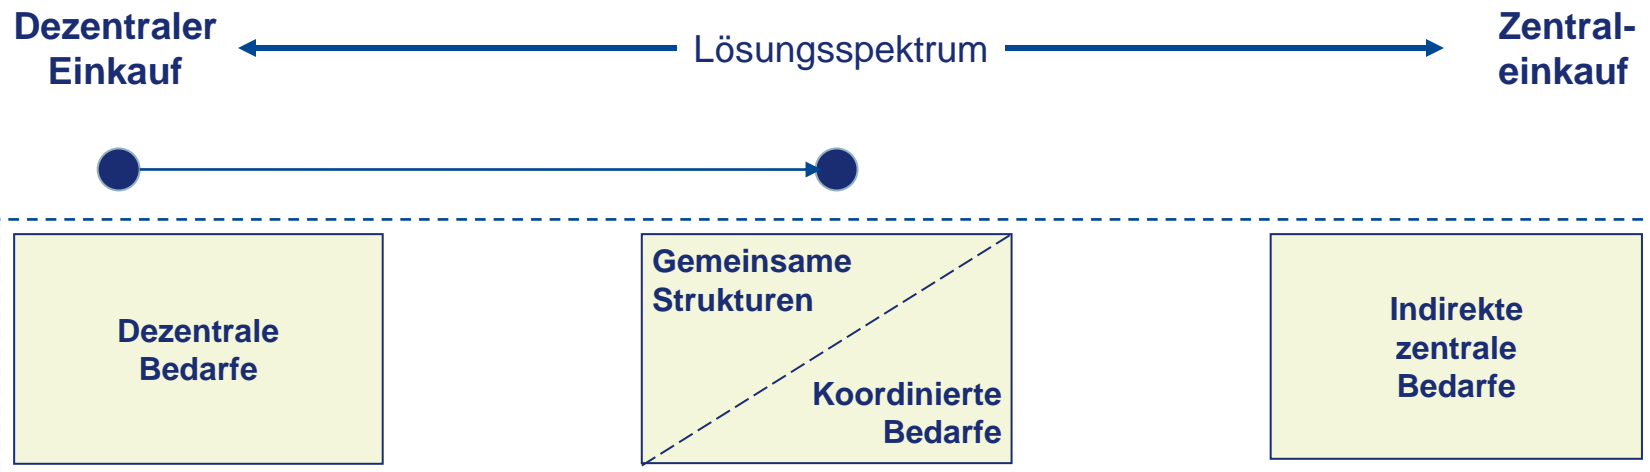 Dezentraler
Einkauf
Lösungsspektrum
Zentral-
einkauf
Dezentrale
Bedarfe
Gemeinsame
Strukturen
Koordinierte
Bedarfe
Indirekte
zentrale
Bedarfe